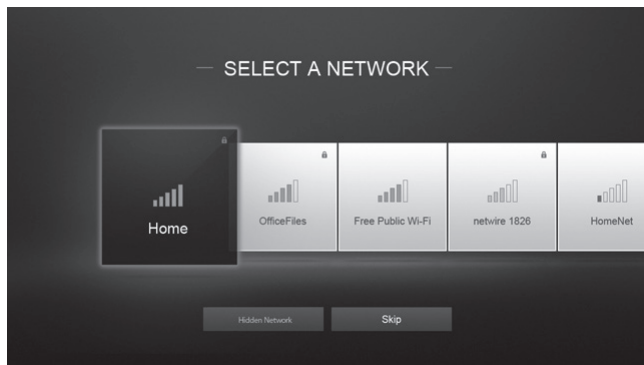 — SELECT A NETWORK —
Home
OfficeFiles
Free Public Wi-Fi
netwire 1826
HomeNet
Hidden Network
Skip